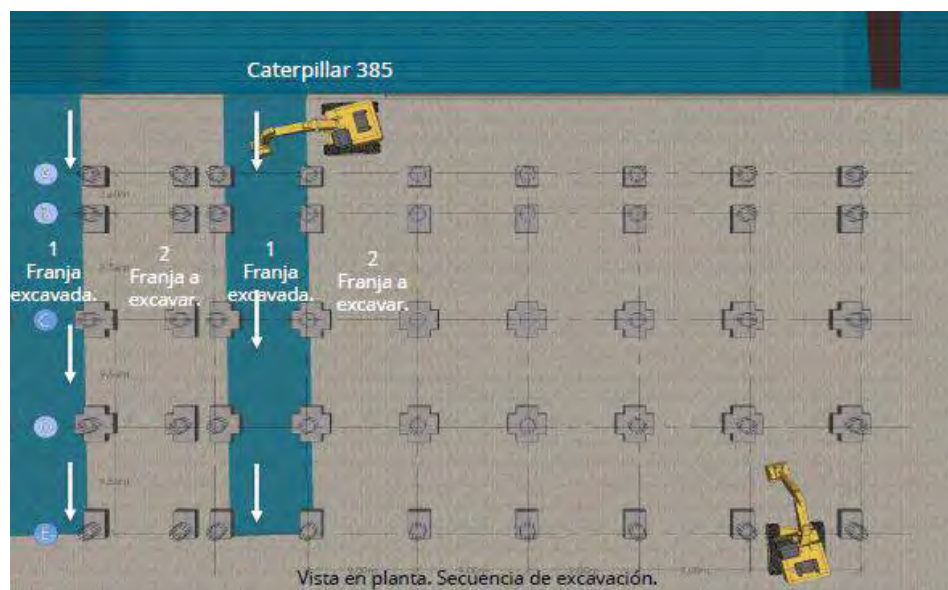 Caterpillar 385
1
Franja
excavada.
2
Franja a
excavar.
1
Franja
excavada.
2
Franja a
excavar.
C
D
E
Vista en planta. Secuencia de excavación.